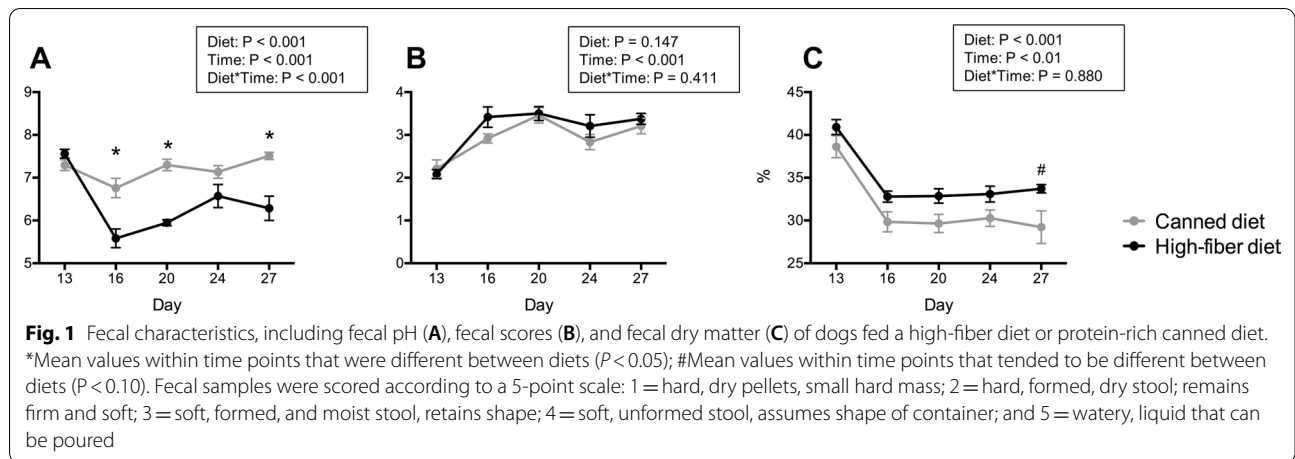 A
Diet: P < 0.001
Time: P < 0.001
Diet*Time: P < 0.001
9
8
7
6
5
* * *
13 16 20 24 27
Day
B
Diet: P = 0.147
Time: P < 0.001
Diet*Time: P = 0.411
4
3
2
1
0
13 16 20 24 27
Day
C
Diet: P < 0.001
Time: P < 0.01
Diet*Time: P = 0.880
45
40
35
30
25
%
#
13 16 20 24 27
Day
Canned diet
High-fiber diet
Fig. 1 Fecal characteristics, including fecal pH (A), fecal scores (B), and fecal dry matter (C) of dogs fed a high-fiber diet or protein-rich canned diet.
*Mean values within time points that were different between diets (P < 0.05); #Mean values within time points that tended to be different between
diets (P < 0.10). Fecal samples were scored according to a 5-point scale: 1 = hard, dry pellets, small hard mass; 2 = hard, formed, dry stool; remains
firm and soft; 3 = soft, formed, and moist stool, retains shape; 4 = soft, unformed stool, assumes shape of container; and 5 = watery, liquid that can
be poured